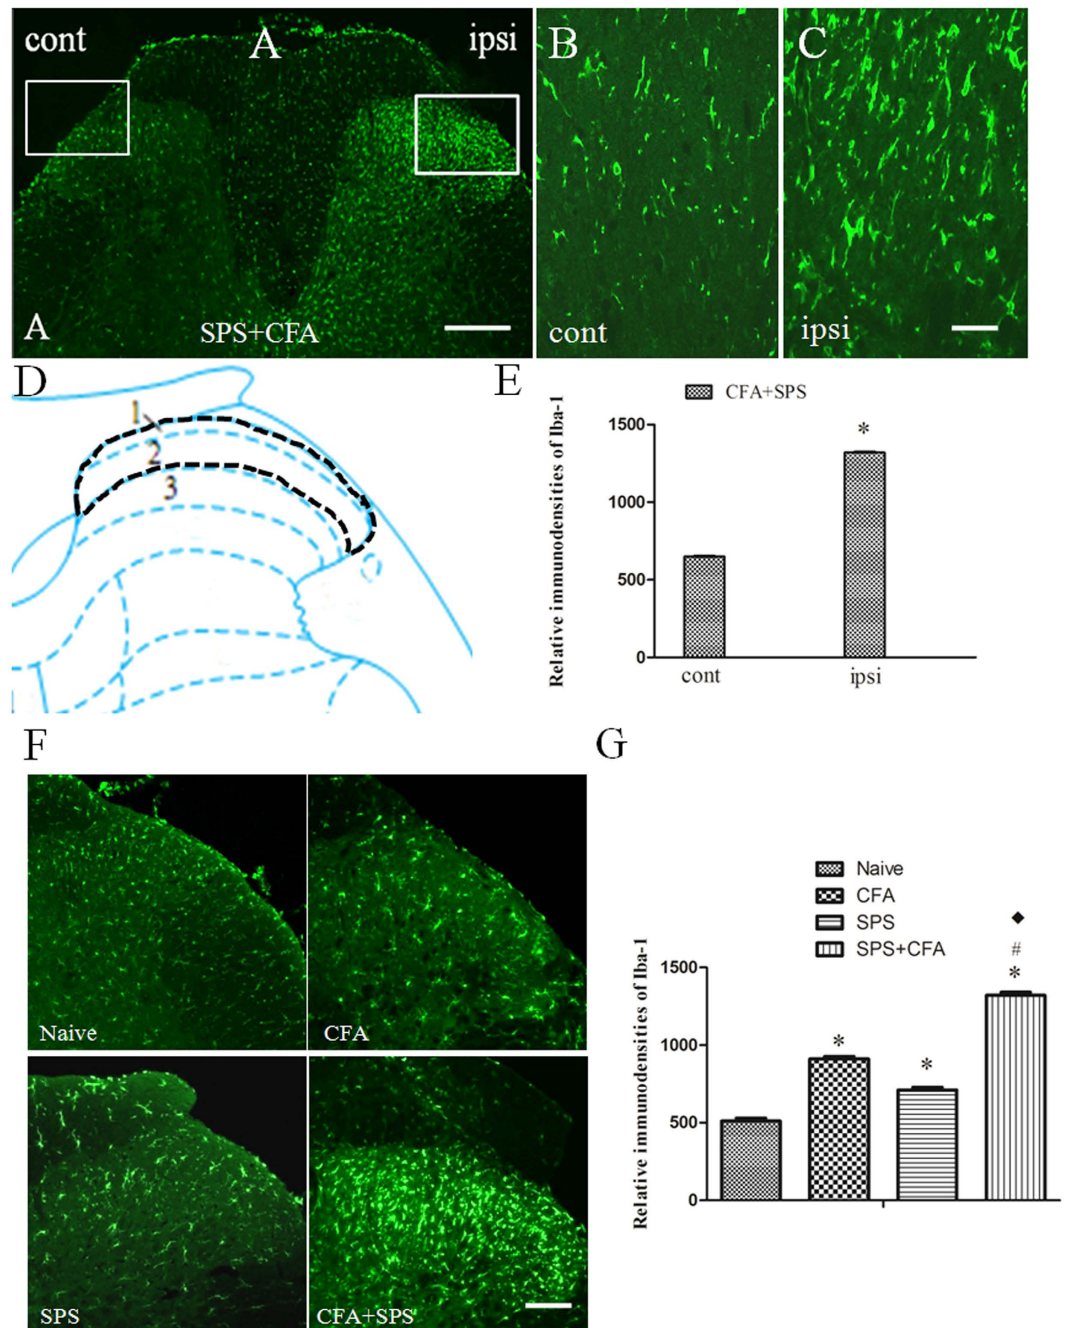 cont A ipsi
A SPS+CFA
B
cont
C
ipsi
D
1
2
3
E
CFA+SPS
Relative immunodensities of Iba-1
1500
1000
500
0
*
cont ipsi
F
Naive
CFA
SPS
CFA+SPS
G
Naive
CFA
SPS
SPS+CFA
Relative immunodensities of Iba-1
1500
1000
500
0
*
*
◆
#
*